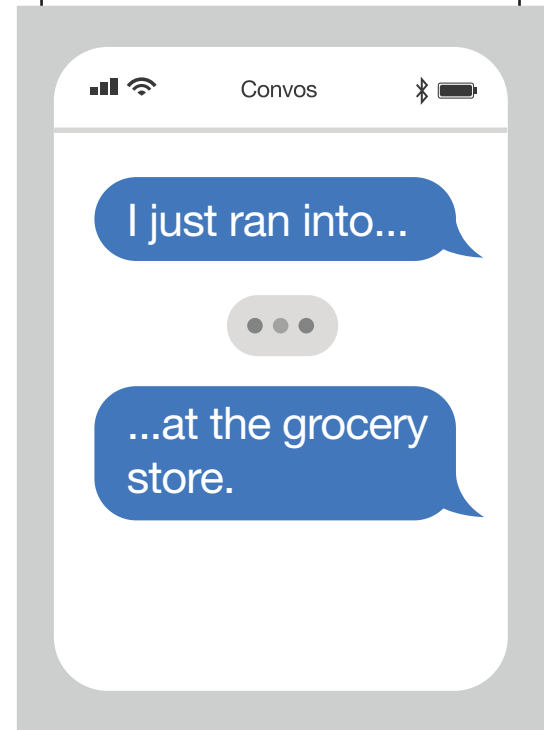 Convos
I just ran into...
...at the grocery
store.